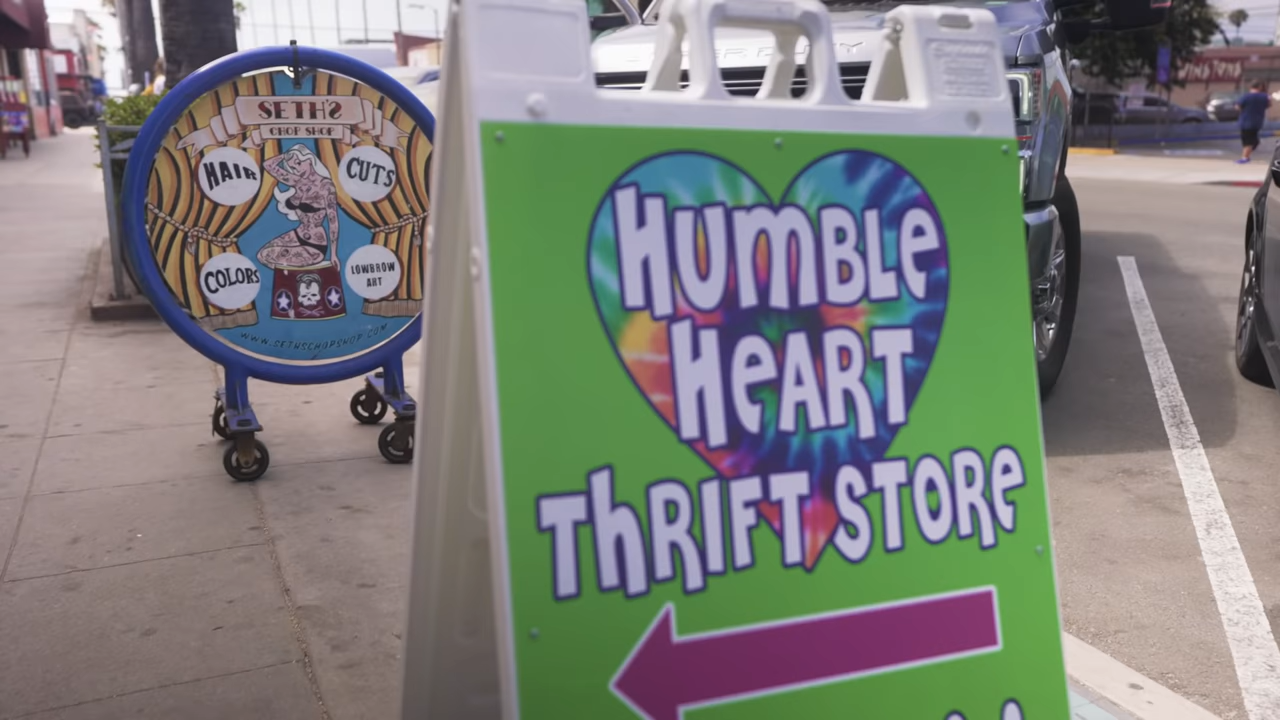 SETH'S
CHOP SHOP
HAIR
CUTS
COLORS
LOWBROW
ART
WWW.SETHSCHOPSHOP.COM
HUMBLe
HeART
ThRIFT STORe